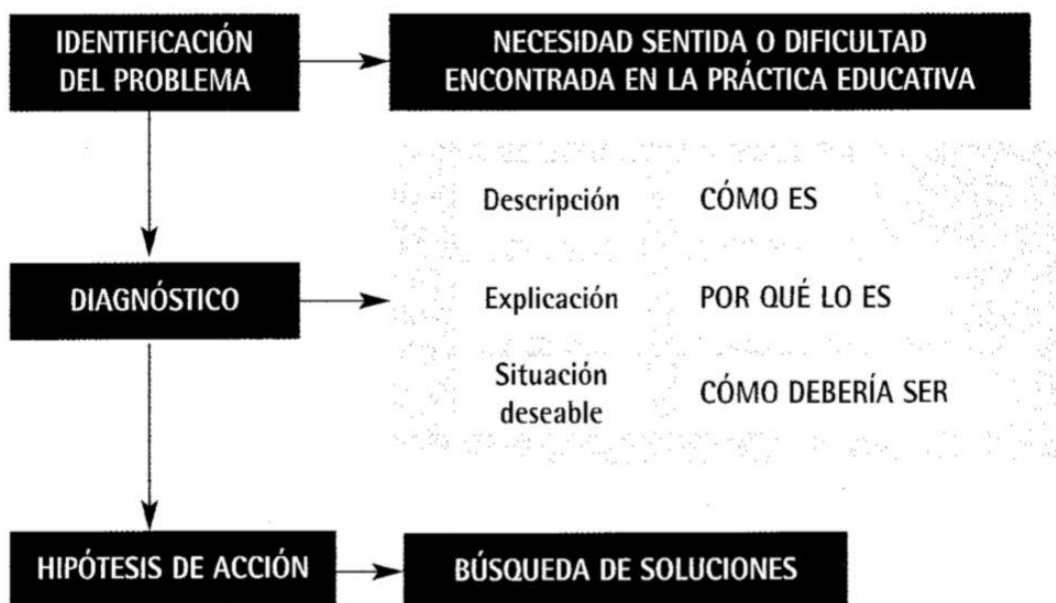 IDENTIFICACIÓN
DEL PROBLEMA
NECESIDAD SENTIDA O DIFICULTAD
ENCONTRADA EN LA PRÁCTICA EDUCATIVA
Descripción CÓMO ES
DIAGNÓSTICO
Explicación POR QUÉ LO ES
Situación
deseable
CÓMO DEBERÍA SER
HIPÓTESIS DE ACCIÓN
BÚSQUEDA DE SOLUCIONES